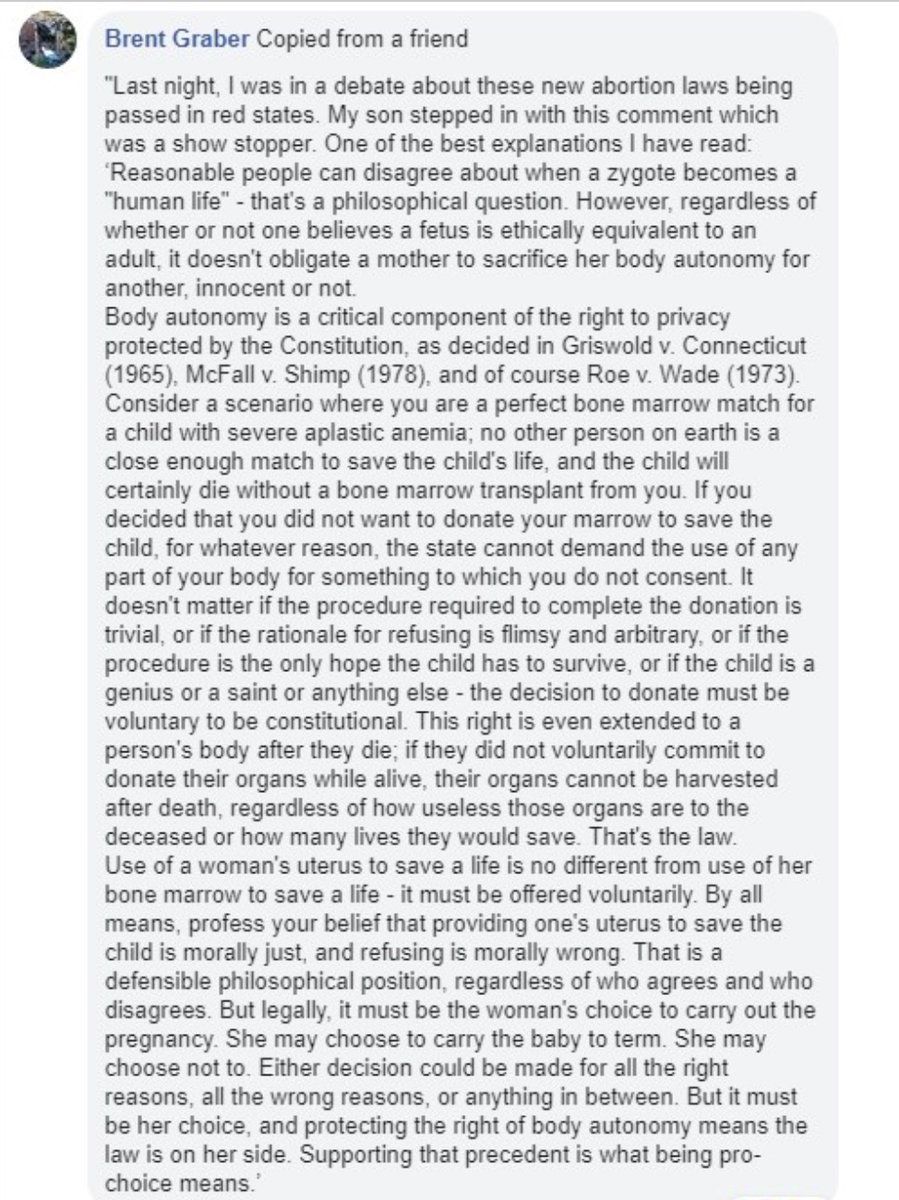 Brent Graber Copied from a friend
"Last night, I was in a debate about these new abortion laws being
passed in red states. My son stepped in with this comment which
was a show stopper. One of the best explanations I have read:
'Reasonable people can disagree about when a zygote becomes a
"human life" - that's a philosophical question. However, regardless of
whether or not one believes a fetus is ethically equivalent to an
adult, it doesn't obligate a mother to sacrifice her body autonomy for
another, innocent or not.
Body autonomy is a critical component of the right to privacy
protected by the Constitution, as decided in Griswold v. Connecticut
(1965), McFall v. Shimp (1978), and of course Roe v. Wade (1973).
Consider a scenario where you are a perfect bone marrow match for
a child with severe aplastic anemia; no other person on earth is a
close enough match to save the child's life, and the child will
certainly die without a bone marrow transplant from you. If you
decided that you did not want to donate your marrow to save the
child, for whatever reason, the state cannot demand the use of any
part of your body for something to which you do not consent. It
doesn't matter if the procedure required to complete the donation is
trivial, or if the rationale for refusing is flimsy and arbitrary, or if the
procedure is the only hope the child has to survive, or if the child is a
genius or a saint or anything else - the decision to donate must be
voluntary to be constitutional. This right is even extended to a
person's body after they die; if they did not voluntarily commit to
donate their organs while alive, their organs cannot be harvested
after death, regardless of how useless those organs are to the
deceased or how many lives they would save. That's the law.
Use of a woman's uterus to save a life is no different from use of her
bone marrow to save a life - it must be offered voluntarily. By all
means, profess your belief that providing one's uterus to save the
child is morally just, and refusing is morally wrong. That is a
defensible philosophical position, regardless of who agrees and who
disagrees. But legally, it must be the woman's choice to carry out the
pregnancy. She may choose to carry the baby to term. She may
choose not to. Either decision could be made for all the right
reasons, all the wrong reasons, or anything in between. But it must
be her choice, and protecting the right of body autonomy means the
law is on her side. Supporting that precedent is what being pro-
choice means.'